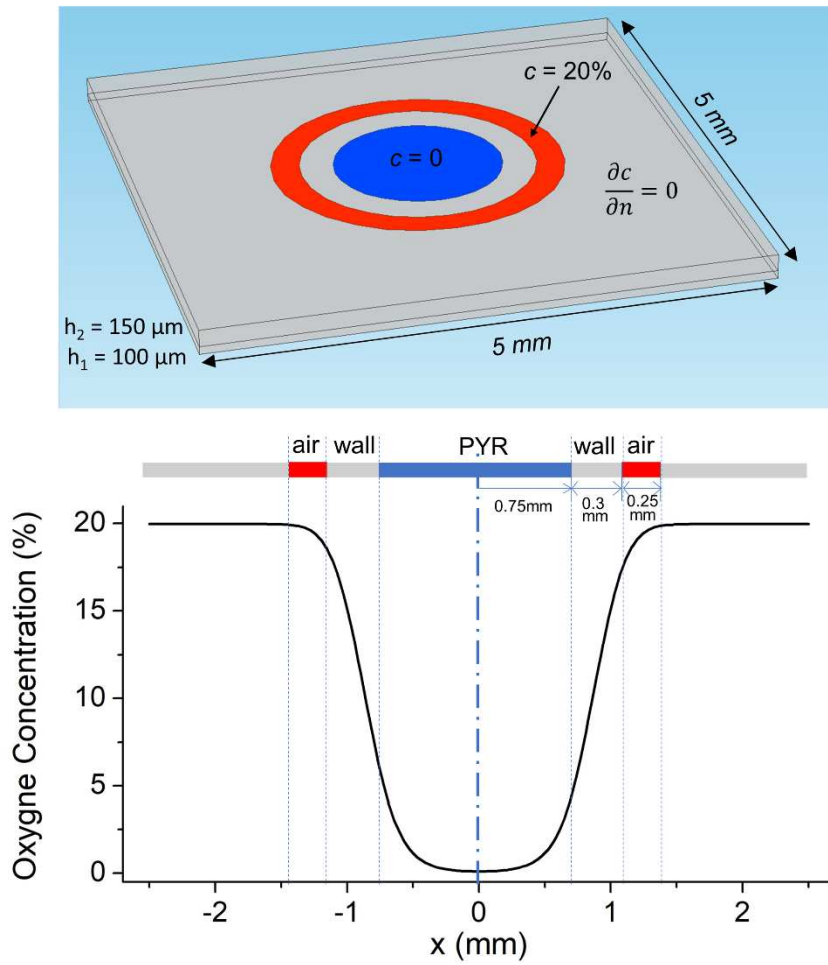 c = 20%
c = 0
∂c/∂n = 0
5 mm
h₂ = 150 µm
h₁ = 100 µm
5 mm
air wall PYR wall air
0.75mm 0.3 mm 0.25 mm
Oxygne Concentration (%)
20
15
10
5
0
-2 -1 0 1 2
x (mm)